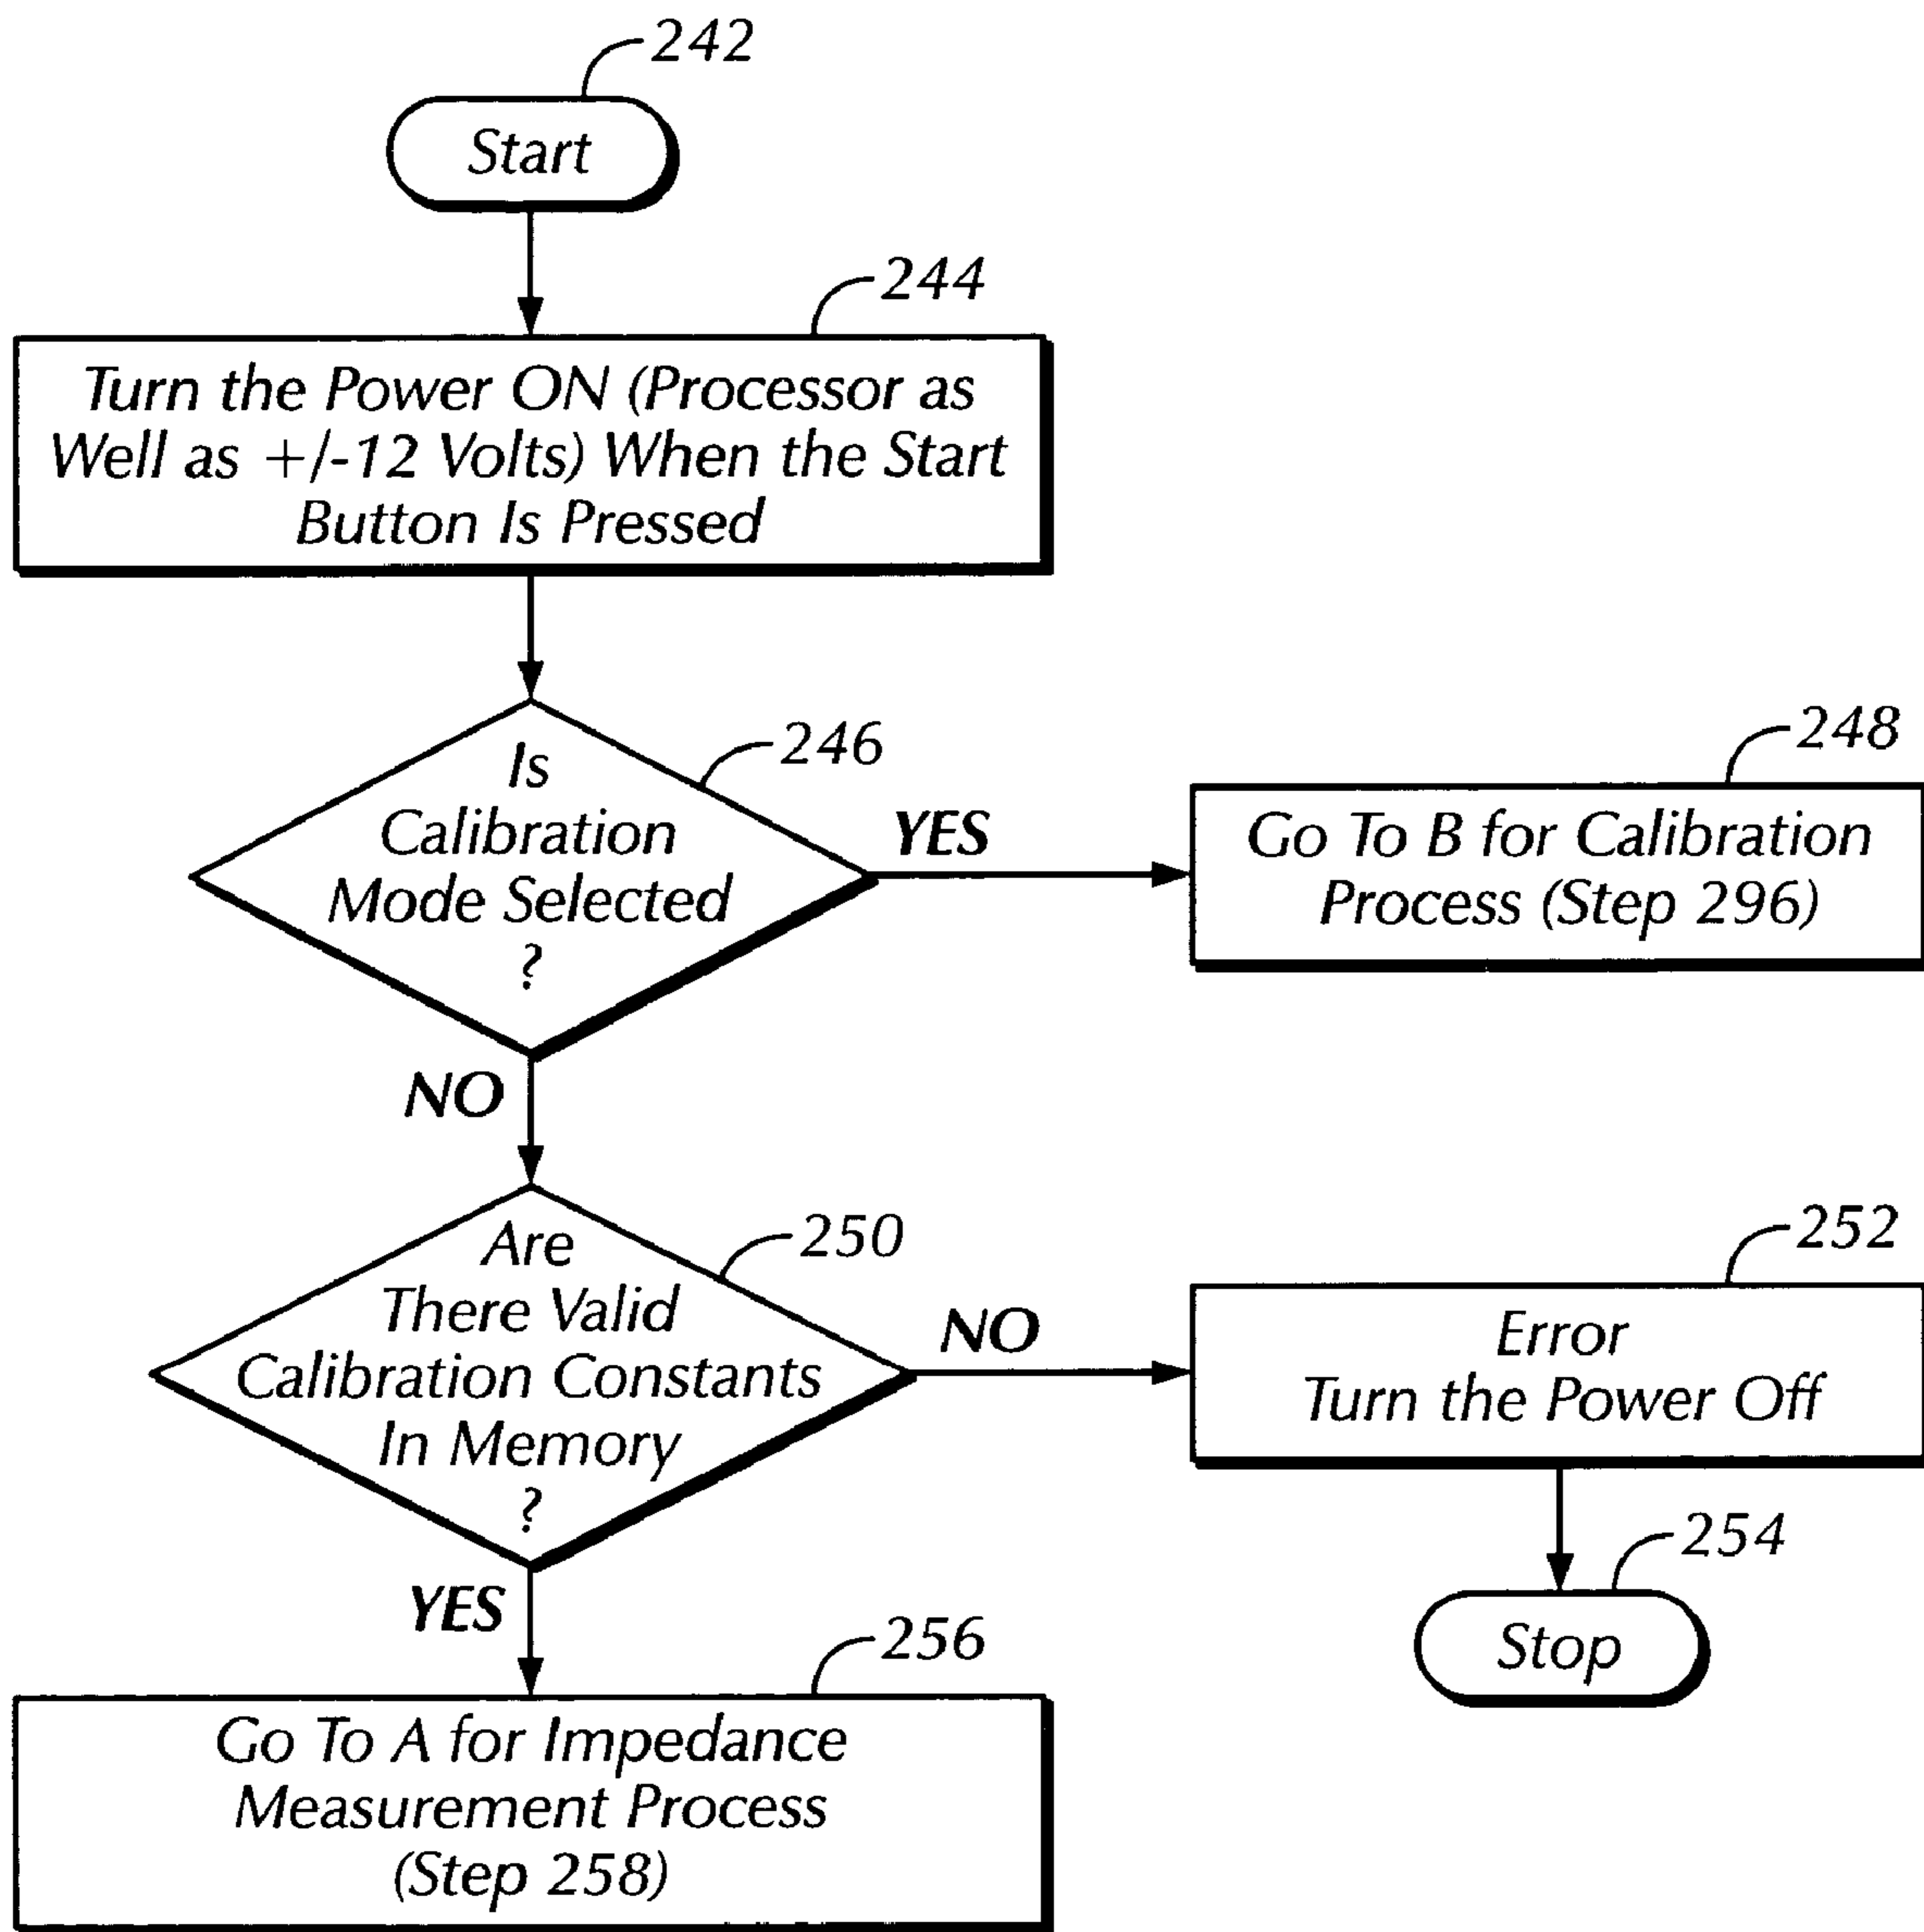 242
Start
244
Turn the Power ON (Processor as
Well as +/-12 Volts) When the Start
Button Is Pressed
246
Is
Calibration
Mode Selected
?
YES
248
Go To B for Calibration
Process (Step 296)
NO
250
Are
There Valid
Calibration Constants
In Memory
?
NO
252
Error
Turn the Power Off
254
Stop
YES
256
Go To A for Impedance
Measurement Process
(Step 258)